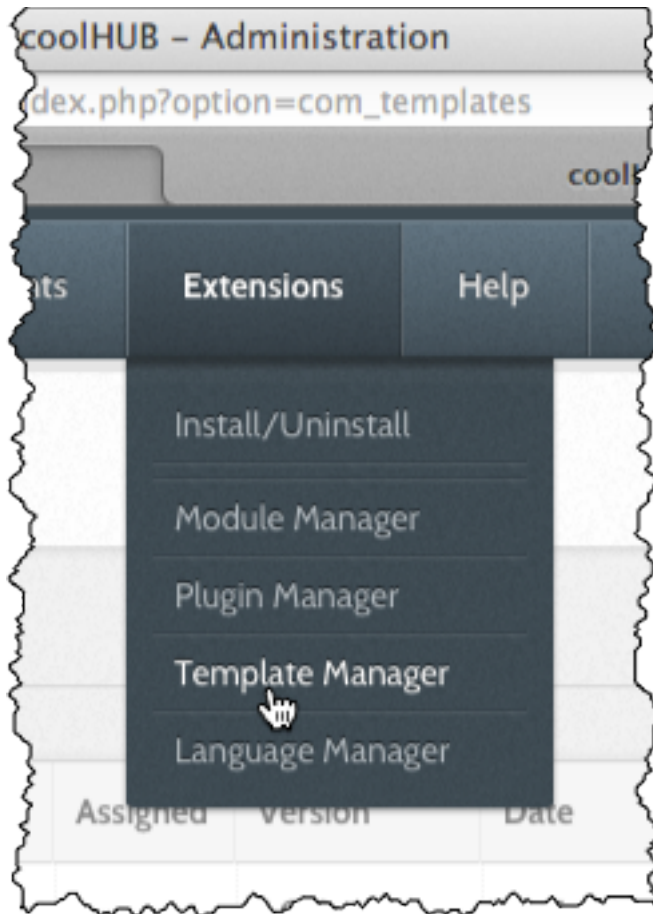 coolHUB – Administration
dex.php?option=com_templates
cool
nts Extensions Help
Install/Uninstall
Module Manager
Plugin Manager
Template Manager
Language Manager
Assigned Version Date